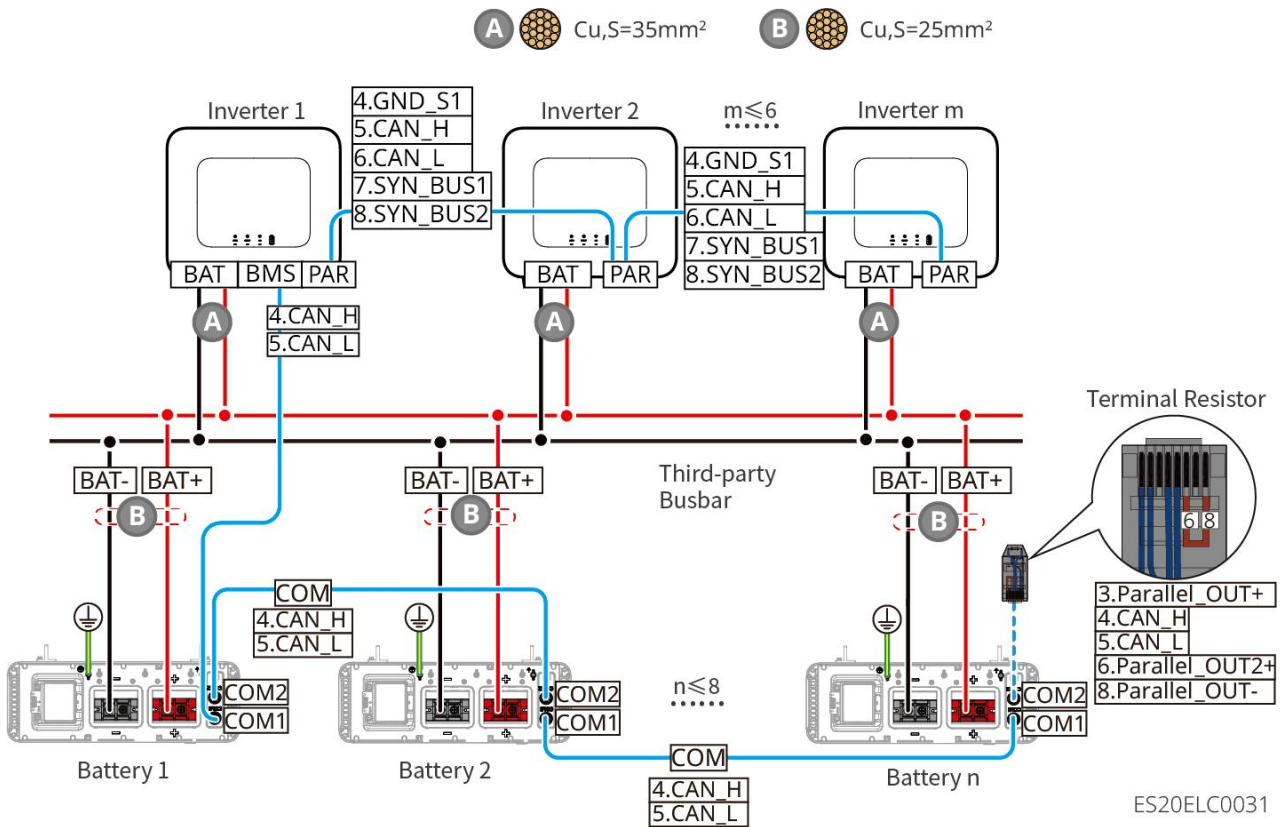 A Cu,S=35mm² B Cu,S=25mm²
Inverter 1
4.GND_S1
5.CAN_H
6.CAN_L
7.SYN_BUS1
8.SYN_BUS2
Inverter 2
m≤6
4.GND_S1
5.CAN_H
6.CAN_L
7.SYN_BUS1
8.SYN_BUS2
Inverter m
BAT BMS PAR
BAT PAR
BAT PAR
A
4.CAN_H
5.CAN_L
A
A
Terminal Resistor
6 8
3.Parallel_OUT+
4.CAN_H
5.CAN_L
6.Parallel_OUT2+
8.Parallel_OUT-
BAT- BAT+
B
BAT- BAT+
B
Third-party
Busbar
BAT- BAT+
B
COM
4.CAN_H
5.CAN_L
COM2
COM1
Battery 1
COM2
COM1
Battery 2
n≤8
COM
4.CAN_H
5.CAN_L
COM2
COM1
Battery n
ES20ELC0031